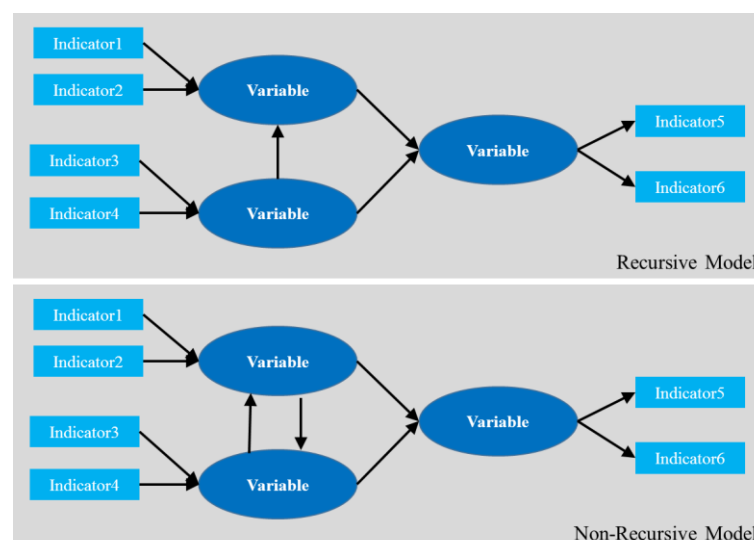 Indicator1
Indicator2
Variable
Indicator3
Indicator4
Variable
Variable
Indicator5
Indicator6
Recursive Model
Indicator1
Indicator2
Variable
Indicator3
Indicator4
Variable
Variable
Indicator5
Indicator6
Non-Recursive Model